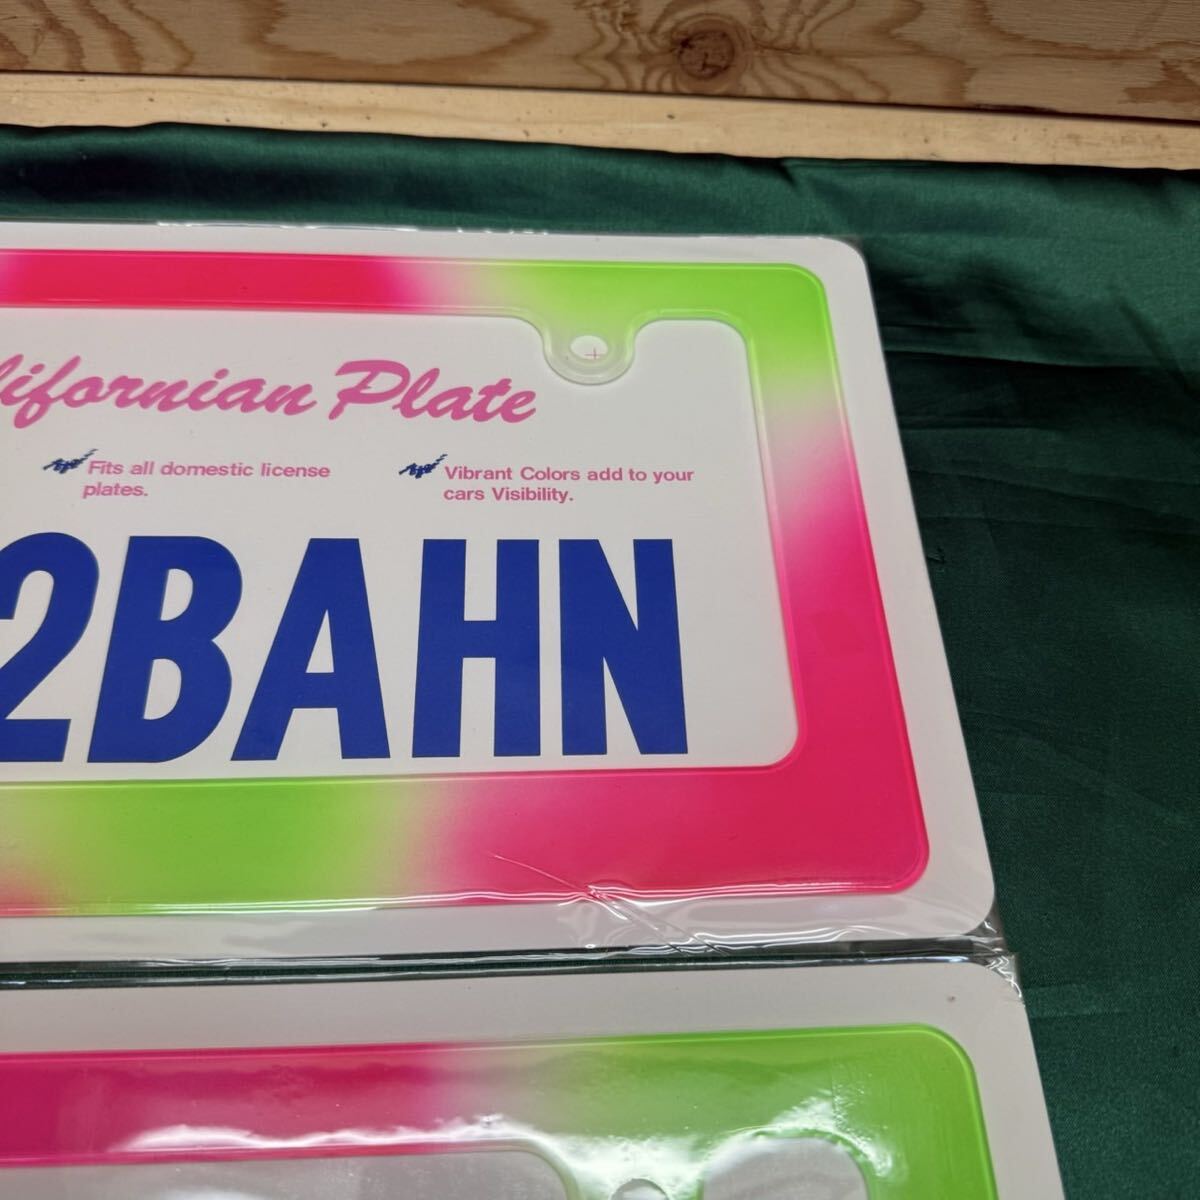 lifornian Plate
Fits all domestic license
plates.
Vibrant Colors add to your
cars Visibility.
2BAHN